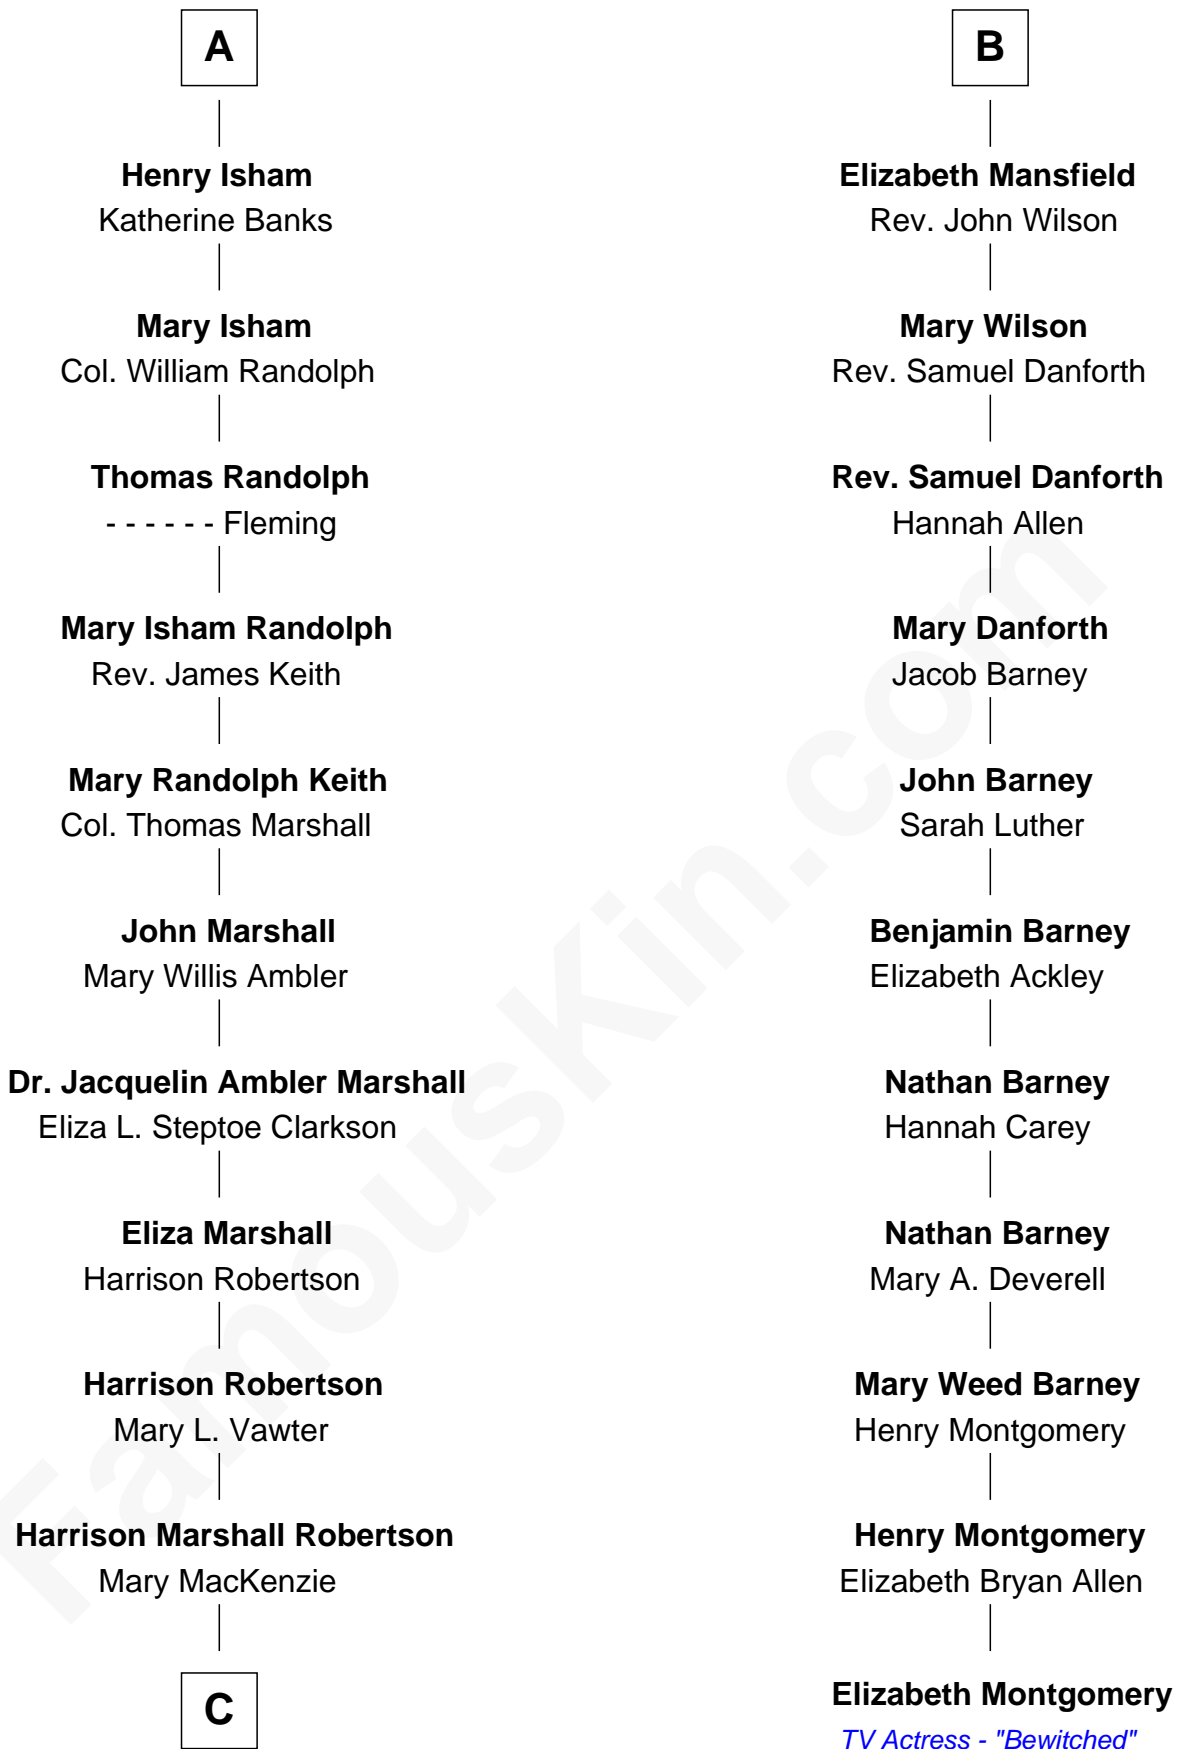 A
Henry Isham
Katherine Banks
Mary Isham
Col. William Randolph
Thomas Randolph
- - - - - - Fleming
Mary Isham Randolph
Rev. James Keith
Mary Randolph Keith
Col. Thomas Marshall
John Marshall
Mary Willis Ambler
Dr. Jacquelin Ambler Marshall
Eliza L. Steptoe Clarkson
Eliza Marshall
Harrison Robertson
Harrison Robertson
Mary L. Vawter
Harrison Marshall Robertson
Mary MacKenzie
C
B
Elizabeth Mansfield
Rev. John Wilson
Mary Wilson
Rev. Samuel Danforth
Rev. Samuel Danforth
Hannah Allen
Mary Danforth
Jacob Barney
John Barney
Sarah Luther
Benjamin Barney
Elizabeth Ackley
Nathan Barney
Hannah Carey
Nathan Barney
Mary A. Deverell
Mary Weed Barney
Henry Montgomery
Henry Montgomery
Elizabeth Bryan Allen
Elizabeth Montgomery
TV Actress - "Bewitched"
FamousKin.com